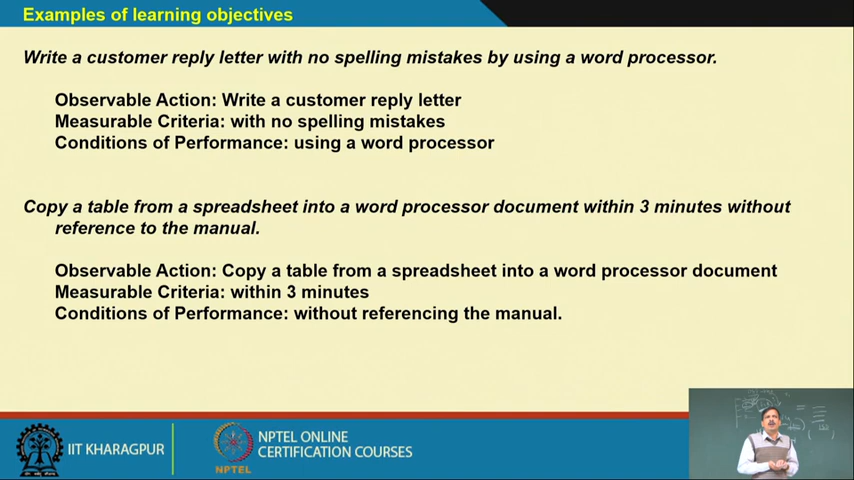 Examples of learning objectives
Write a customer reply letter with no spelling mistakes by using a word processor.
Observable Action: Write a customer reply letter
Measurable Criteria: with no spelling mistakes
Conditions of Performance: using a word processor
Copy a table from a spreadsheet into a word processor document within 3 minutes without
reference to the manual.
Observable Action: Copy a table from a spreadsheet into a word processor document
Measurable Criteria: within 3 minutes
Conditions of Performance: without referencing the manual.
IIT KHARAGPUR
NPTEL
NPTEL ONLINE
CERTIFICATION COURSES